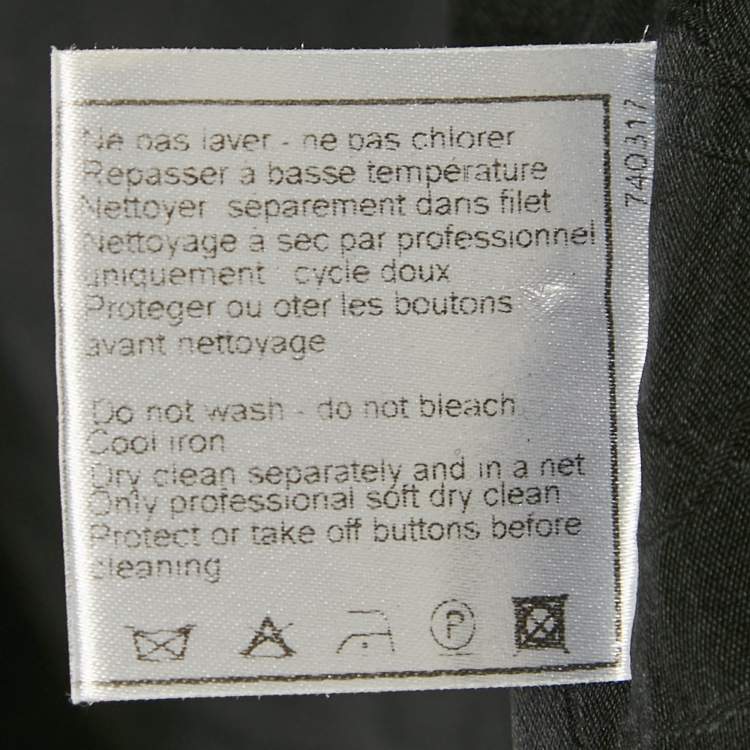 Ne pas laver - ne pas chlorer
Repasser à basse température
Nettoyer séparement dans filet
Nettoyage à sec par professionnel
uniquement cycle doux
Proteger ou oter les boutons
avant nettoyage
Do not wash - do not bleach
Cool iron
Dry clean separately and in a net
Only professional soft dry clean
Protect or take off buttons before
cleaning
P
740317